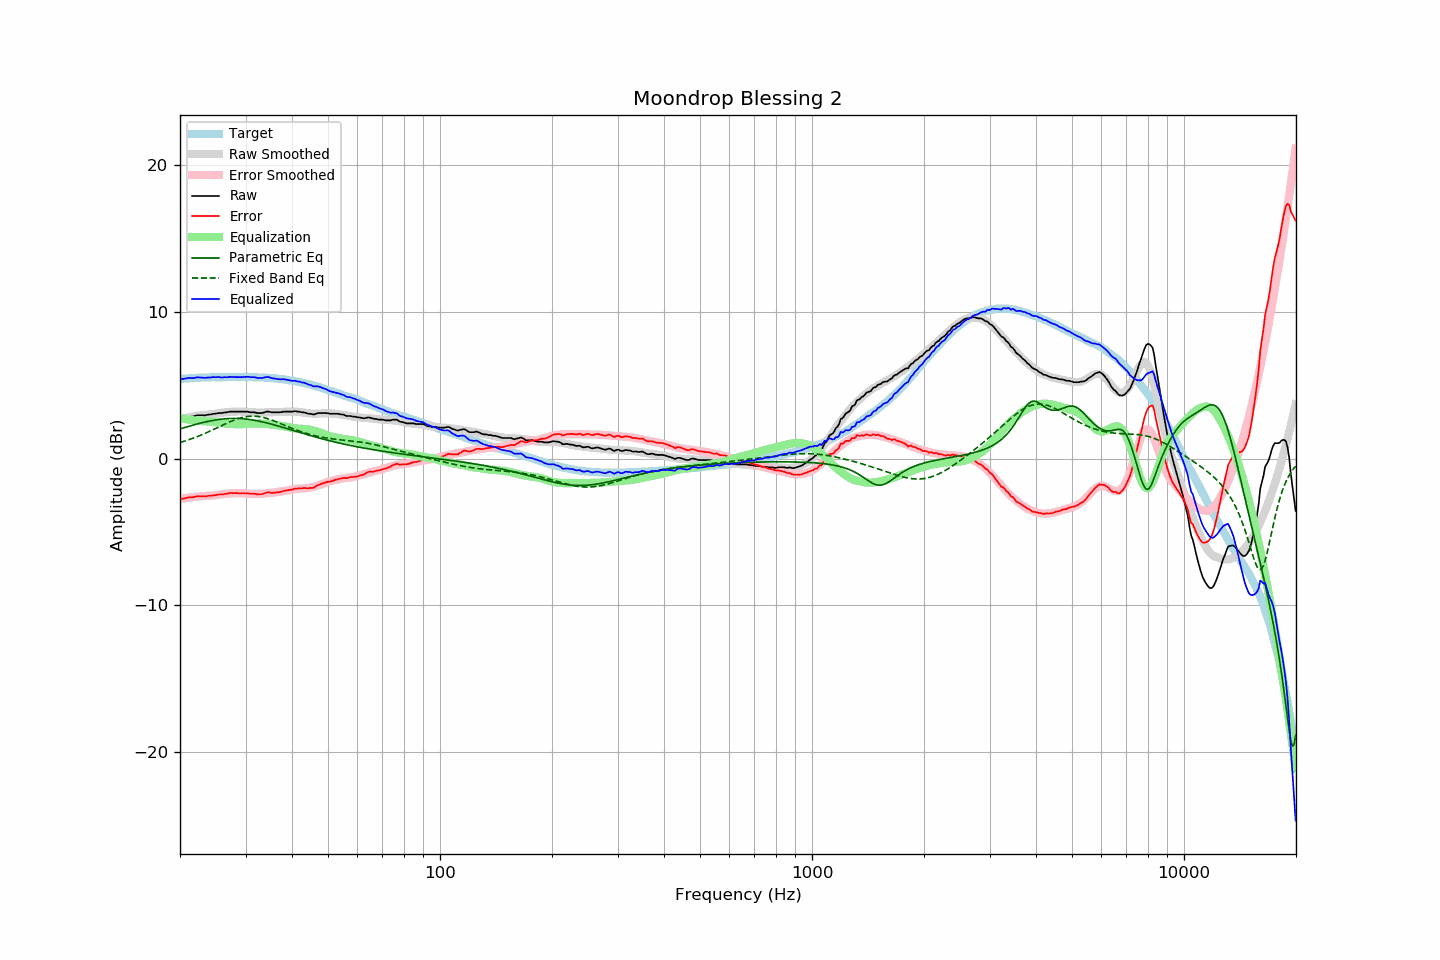 Moondrop Blessing 2
Target
Raw Smoothed
Error Smoothed
Raw
Error
Equalization
Parametric Eq
Fixed Band Eq
Equalized
20
10
0
−10
−20
Amplitude (dBr)
100
1000
10000
Frequency (Hz)